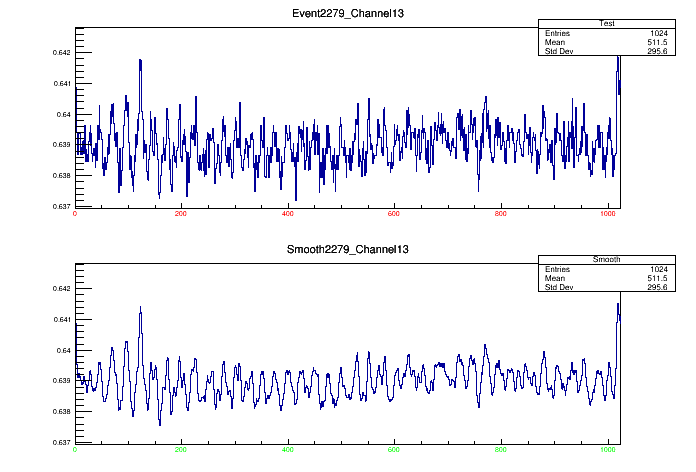 Event2279_Channel13
Test
Entries 1024
Mean 511.5
Std Dev 295.6
0.642
0.641
0.64
0.639
0.638
0.637
0 200 400 600 800 1000
Smooth2279_Channel13
Smooth
Entries 1024
Mean 511.5
Std Dev 295.6
0.642
0.641
0.64
0.639
0.638
0.637
0 200 400 600 800 1000